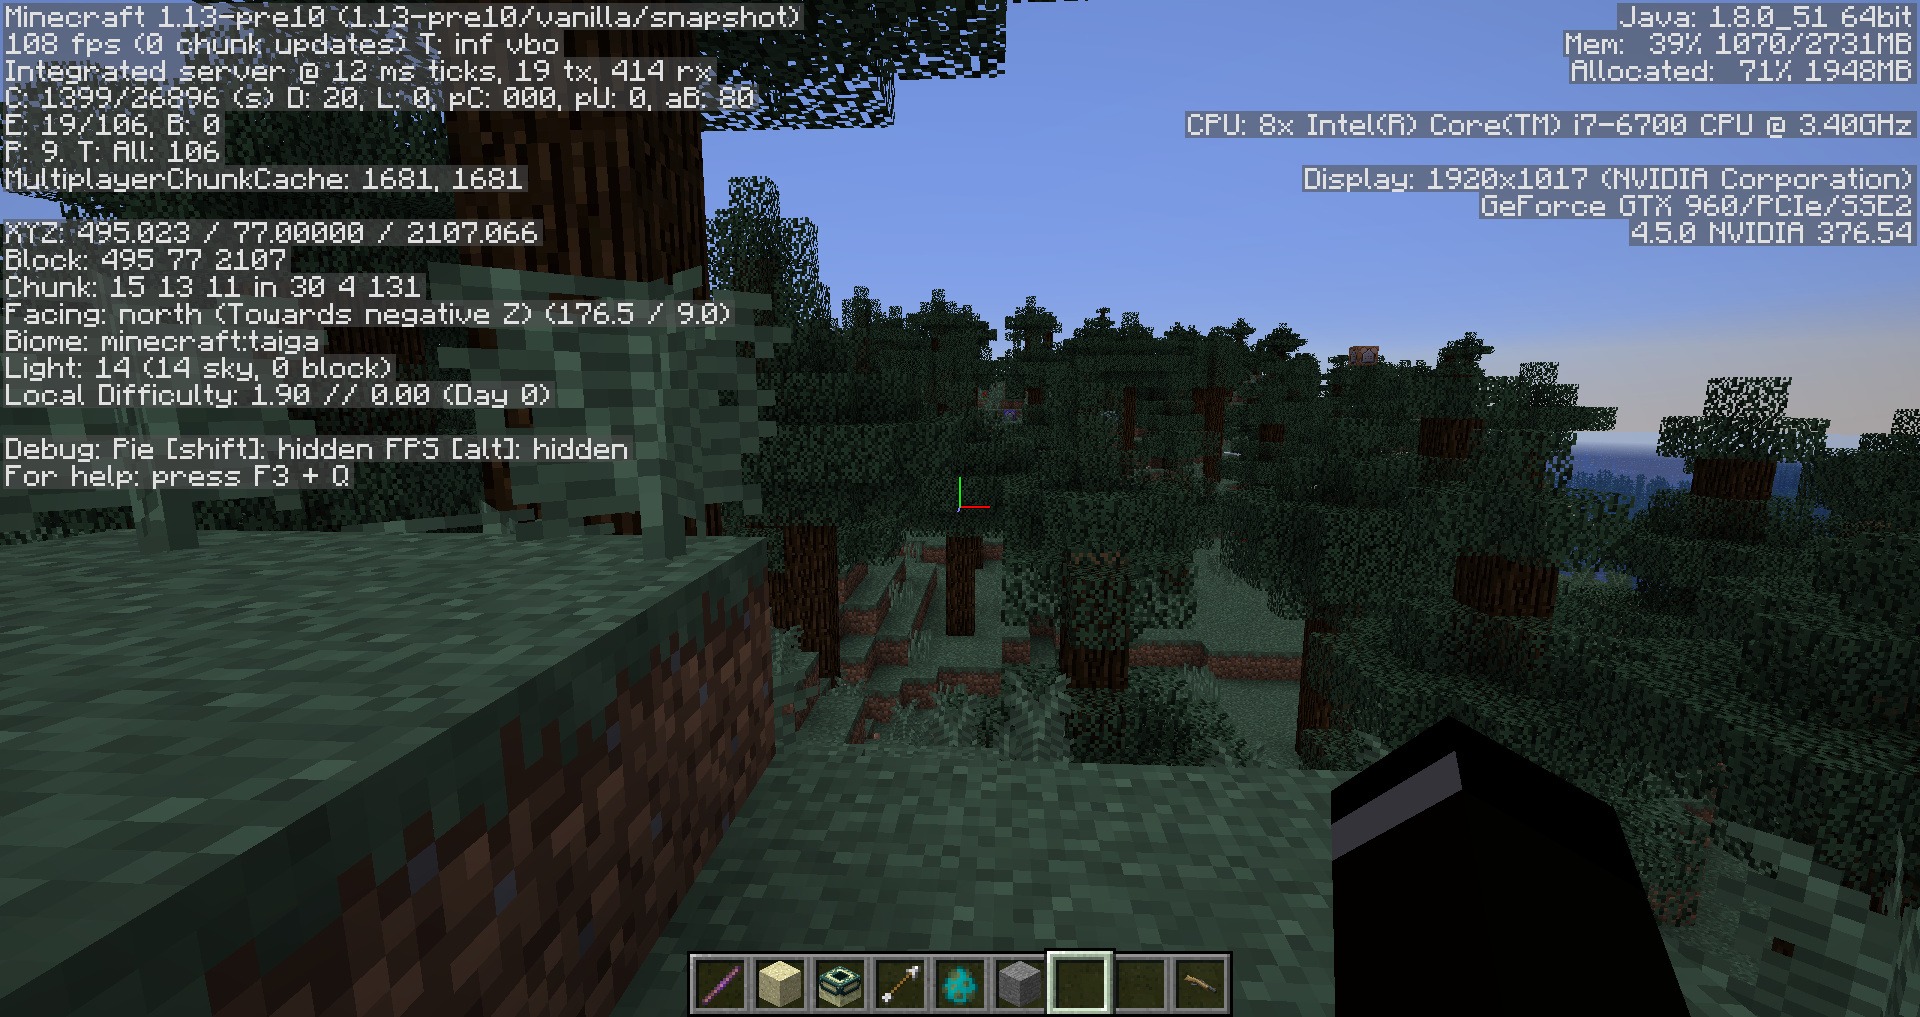 Minecraft 1.13-pre10 (1.13-pre10/vanilla/snapshot)
108 fps (0 chunk updates) T: inf vbo
Integrated server @ 12 ms ticks, 19 tx, 414 rx
C: 1399/26896 (s) D: 20, L: 0, pC: 000, pU: 0, aB: 80
E: 19/106, B: 0
P: 9. T: All: 106
MultiplayerChunkCache: 1681, 1681
XYZ: 495.023 / 77.00000 / 2107.066
Block: 495 77 2107
Chunk: 15 13 11 in 30 4 131
Facing: north (Towards negative Z) (176.5 / 9.0)
Biome: minecraft:taiga
Light: 14 (14 sky, 0 block)
Local Difficulty: 1.90 // 0.00 (Day 0)
Debug: Pie [shift]: hidden FPS [alt]: hidden
For help: press F3 + Q
Java: 1.8.0_51 64bit
Mem: 39% 1070/2731MB
Allocated: 71% 1948MB
CPU: 8x Intel(R) Core(TM) i7-6700 CPU @ 3.40GHz
Display: 1920x1017 (NVIDIA Corporation)
GeForce GTX 960/PCIe/SSE2
4.5.0 NVIDIA 376.54